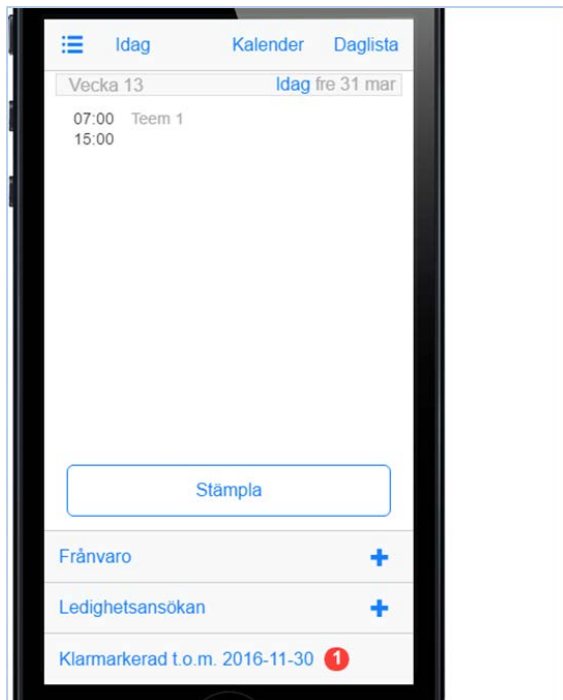 Idag Kalender Daglista
Vecka 13 Idag fre 31 mar
07:00 Teem 1
15:00
Stämpla
Frånvaro
Ledighetsansökan
Klarmarkerad t.o.m. 2016-11-30 1